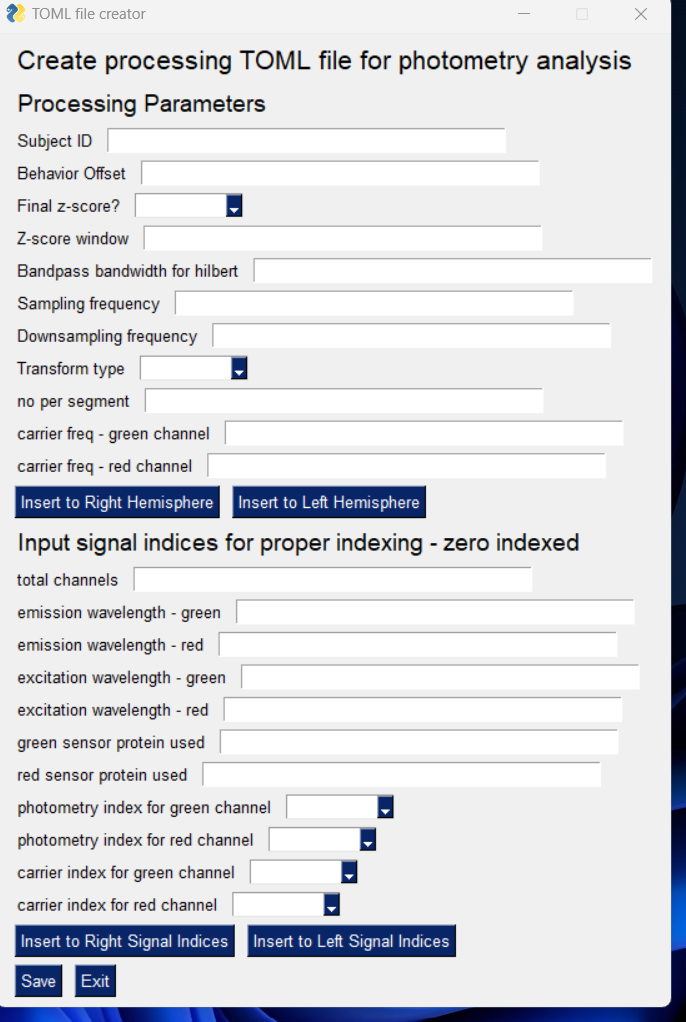 TOML file creator
Create processing TOML file for photometry analysis
Processing Parameters
Subject ID
Behavior Offset
Final z-score?
Z-score window
Bandpass bandwidth for hilbert
Sampling frequency
Downsampling frequency
Transform type
no per segment
carrier freq - green channel
carrier freq - red channel
Insert to Right Hemisphere Insert to Left Hemisphere
Input signal indices for proper indexing - zero indexed
total channels
emission wavelength - green
emission wavelength - red
excitation wavelength - green
excitation wavelength - red
green sensor protein used
red sensor protein used
photometry index for green channel
photometry index for red channel
carrier index for green channel
carrier index for red channel
Insert to Right Signal Indices Insert to Left Signal Indices
Save Exit